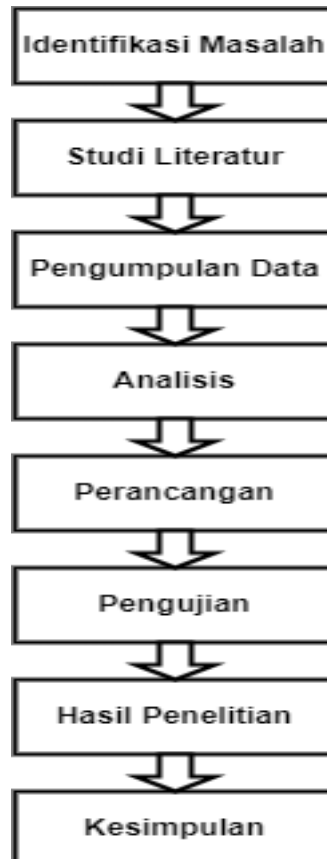 Identifikasi Masalah
Studi Literatur
Pengumpulan Data
Analisis
Perancangan
Pengujian
Hasil Penelitian
Kesimpulan